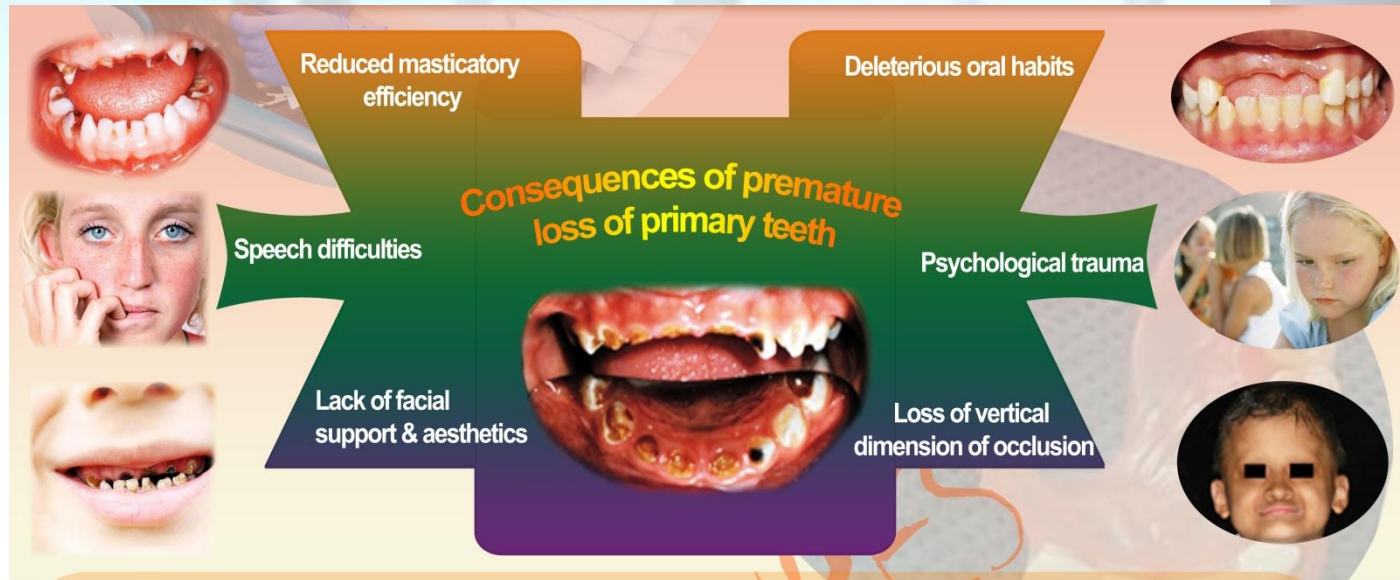 Consequences of premature
loss of primary teeth
Reduced masticatory
efficiency
Speech difficulties
Lack of facial
support & aesthetics
Deleterious oral habits
Psychological trauma
Loss of vertical
dimension of occlusion